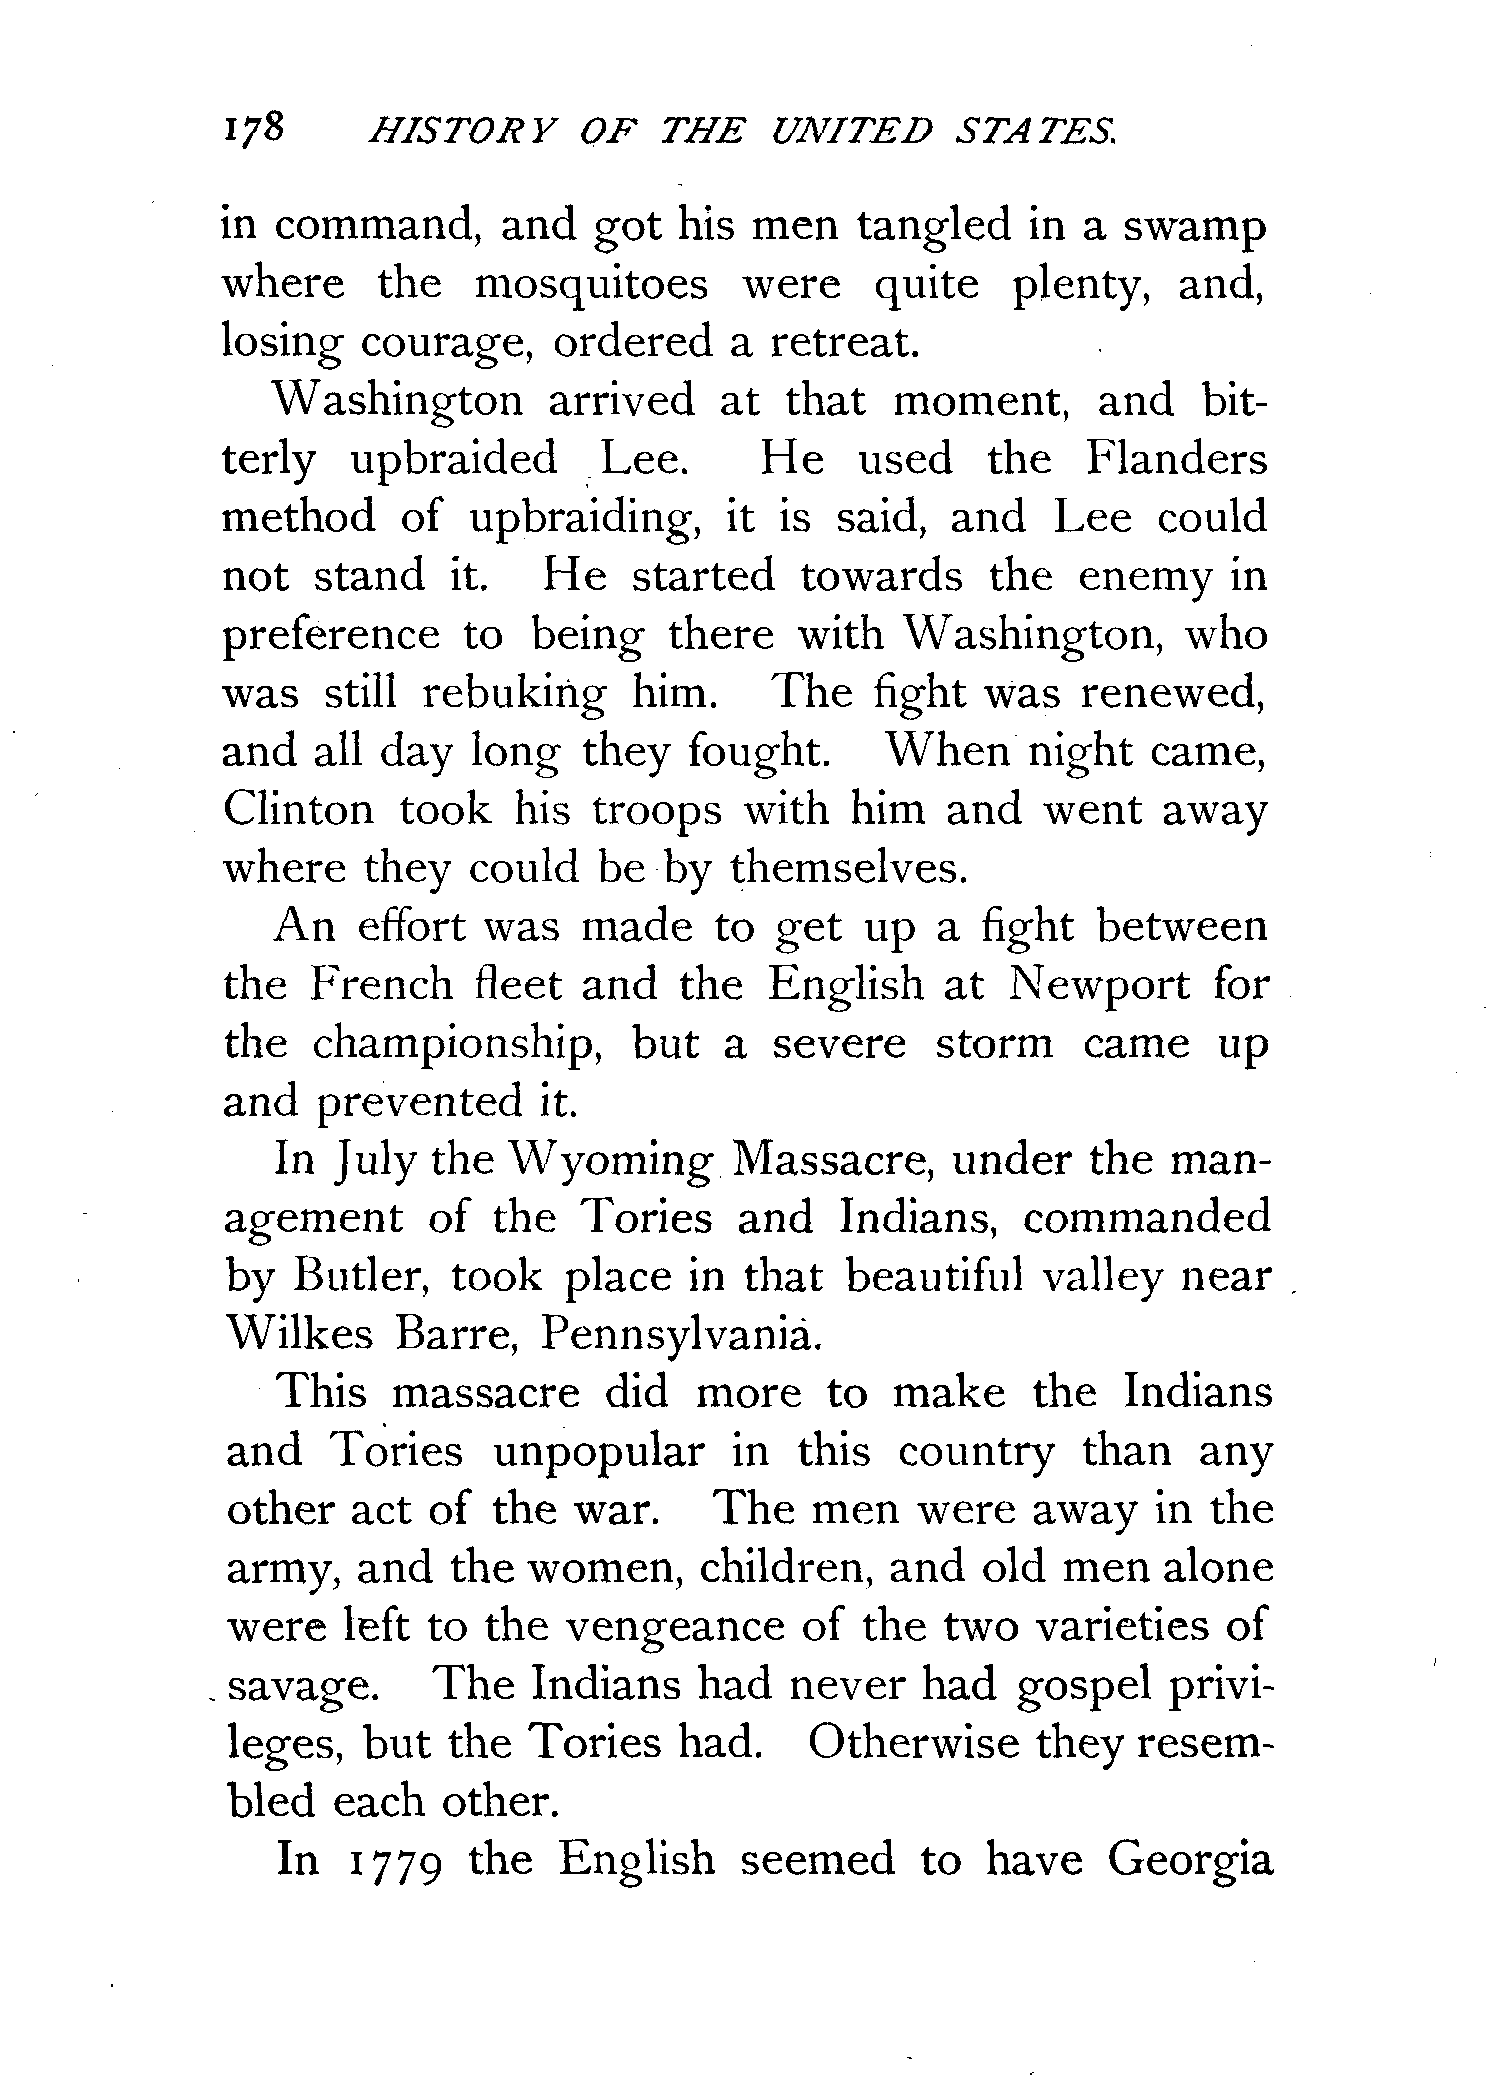 178 HISTORY OF THE UNITED STATES.
in command, and got his men tangled in a swamp
where the mosquitoes were quite plenty, and,
losing courage, ordered a retreat.
Washington arrived at that moment, and bit-
terly upbraided Lee. He used the Flanders
method of upbraiding, it is said, and Lee could
not stand it. He started towards the enemy in
preference to being there with Washington, who
was still rebuking him. The fight was renewed,
and all day long they fought. When night came,
Clinton took his troops with him and went away
where they could be by themselves.
An effort was made to get up a fight between
the French fleet and the English at Newport for
the championship, but a severe storm came up
and prevented it.
In July the Wyoming Massacre, under the man-
agement of the Tories and Indians, commanded
by Butler, took place in that beautiful valley near
Wilkes Barre, Pennsylvania.
This massacre did more to make the Indians
and Tories unpopular in this country than any
other act of the war. The men were away in the
army, and the women, children, and old men alone
were left to the vengeance of the two varieties of
savage. The Indians had never had gospel privi-
leges, but the Tories had. Otherwise they resem-
bled each other.
In 1779 the English seemed to have Georgia